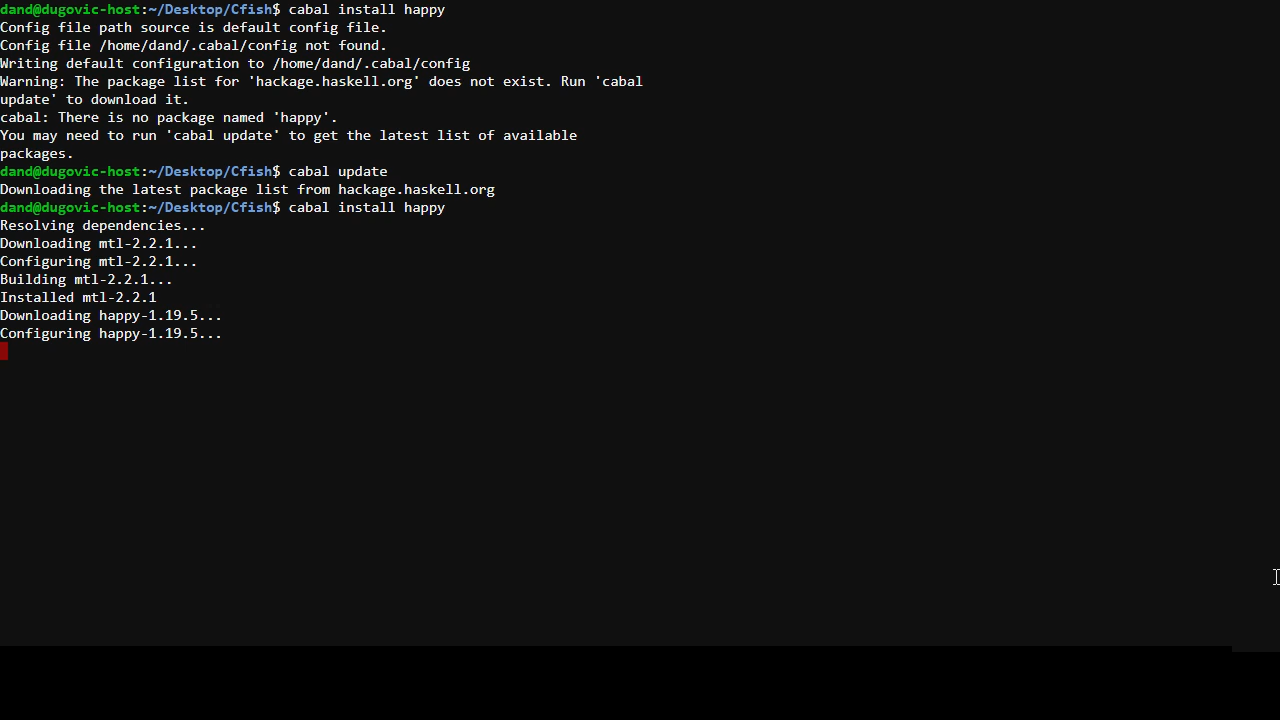 dand@dugovic-host:~/Desktop/Cfish$ cabal install happy
Config file path source is default config file.
Config file /home/dand/.cabal/config not found.
Writing default configuration to /home/dand/.cabal/config
Warning: The package list for 'hackage.haskell.org' does not exist. Run 'cabal
update' to download it.
cabal: There is no package named 'happy'.
You may need to run 'cabal update' to get the latest list of available
packages.
dand@dugovic-host:~/Desktop/Cfish$ cabal update
Downloading the latest package list from hackage.haskell.org
dand@dugovic-host:~/Desktop/Cfish$ cabal install happy
Resolving dependencies...
Downloading mtl-2.2.1...
Configuring mtl-2.2.1...
Building mtl-2.2.1...
Installed mtl-2.2.1
Downloading happy-1.19.5...
Configuring happy-1.19.5...